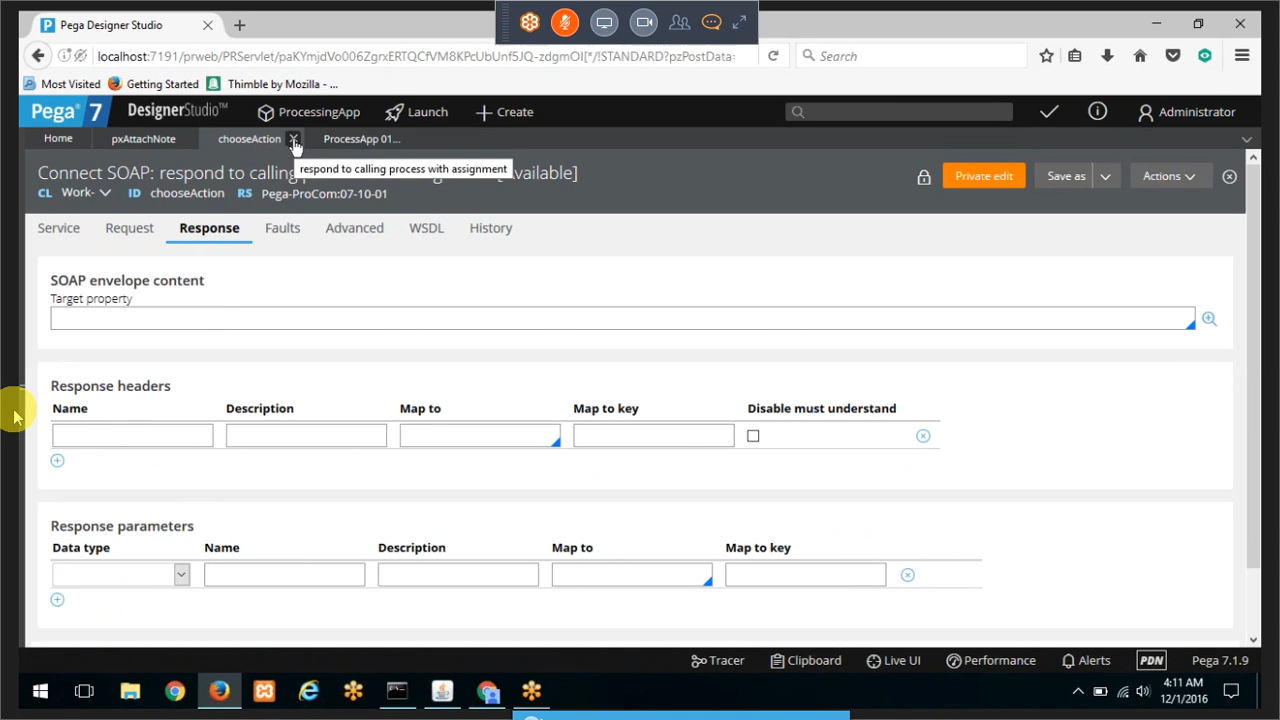 Pega Designer Studio
localhost:7191/prweb/PRServlet/paKYmjdVo006ZgrxERTQCfVM8KPcUbUnf5JQ-zdgmOI[*/!STANDARD?pzPostData=
Search
Most Visited Getting Started Thimble by Mozilla - ...
Pega 7 DesignerStudio™ ProcessingApp Launch Create Administrator
Home pxAttachNote chooseAction ProcessApp 01...
respond to calling process with assignment
Connect SOAP: respond to calling
CL Work- ID chooseAction RS Pega-ProCom:07-10-01
Private edit Save as Actions
Service Request Response Faults Advanced WSDL History
SOAP envelope content
Target property
Response headers
Name Description Map to Map to key Disable must understand
Response parameters
Data type Name Description Map to Map to key
Tracer Clipboard Live UI Performance Alerts PDN Pega 7.1.9
4:11 AM
12/1/2016